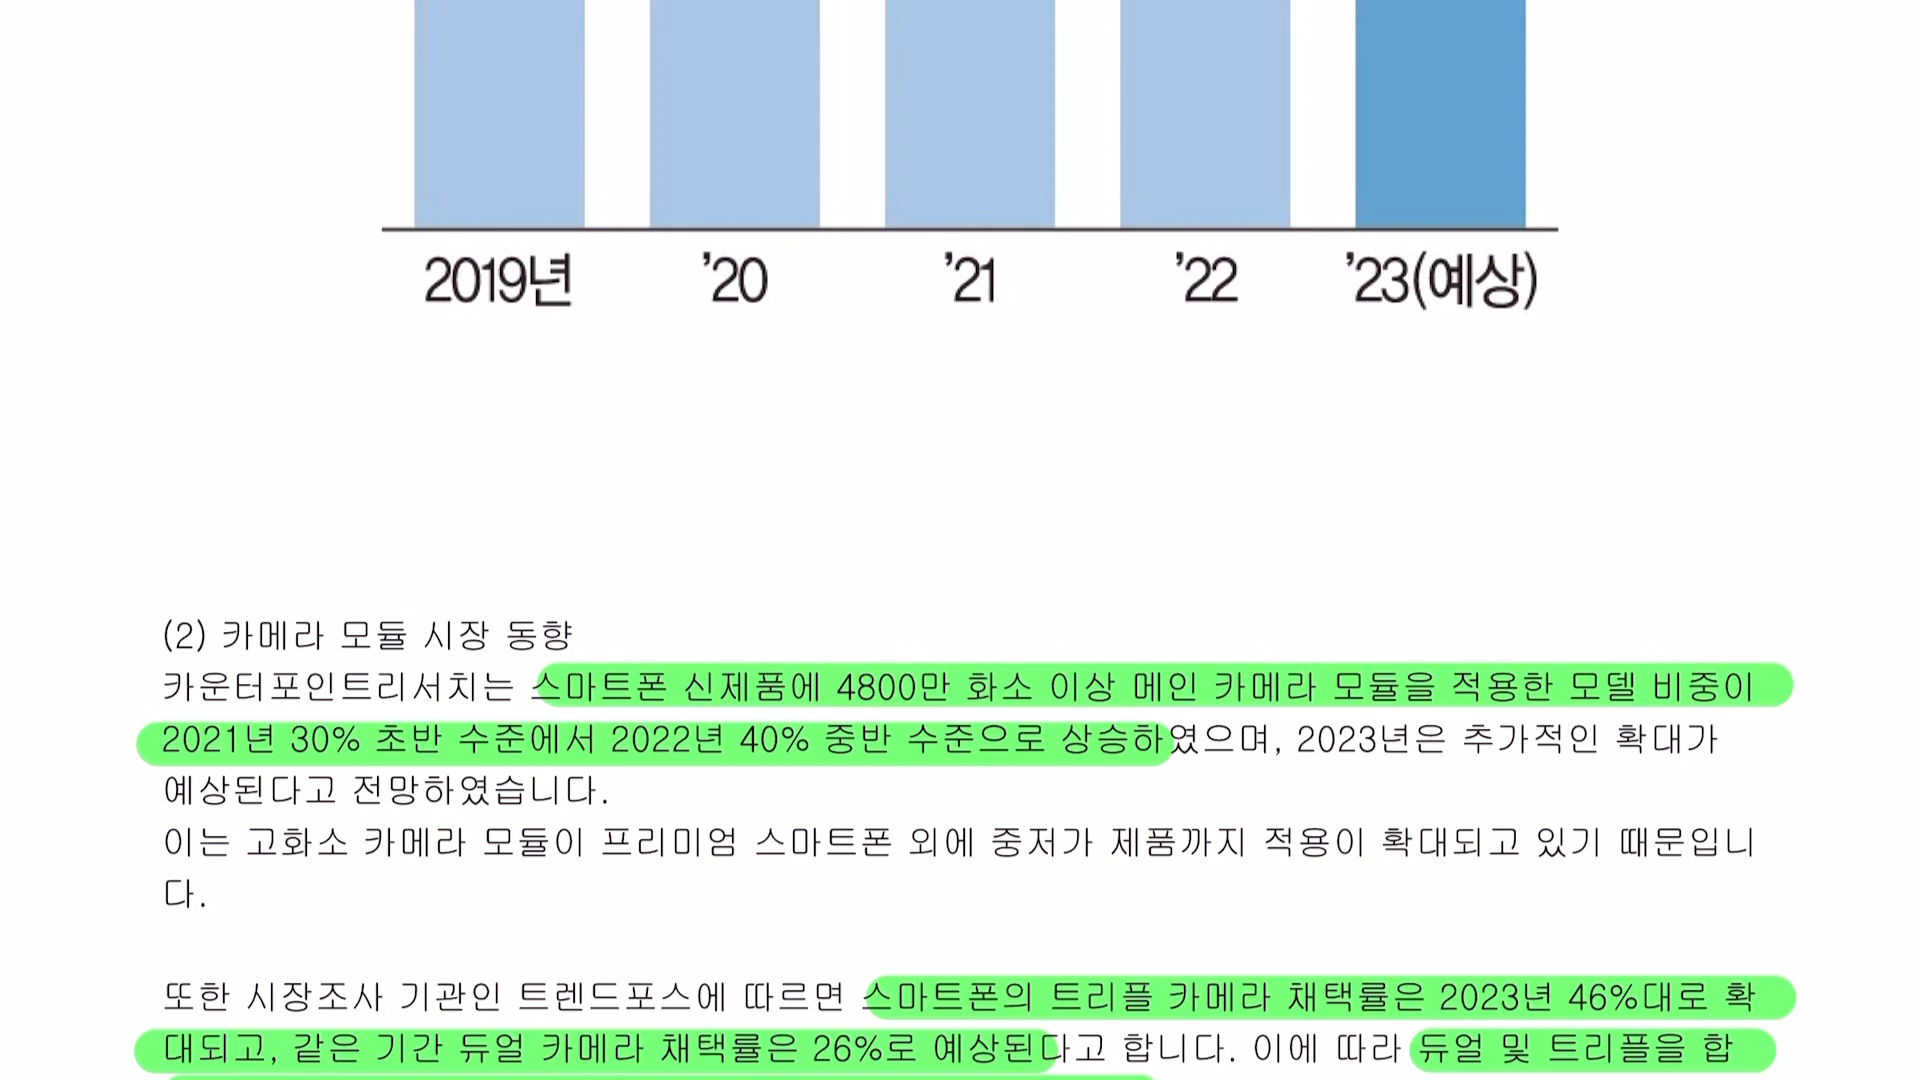 2019년 ’20 ’21 ’22 ’23(예상)
(2) 카메라 모듈 시장 동향
카운터포인트리서치는 스마트폰 신제품에 4800만 화소 이상 메인 카메라 모듈을 적용한 모델 비중이
2021년 30% 초반 수준에서 2022년 40% 중반 수준으로 상승하였으며, 2023년은 추가적인 확대가
예상된다고 전망하였습니다.
이는 고화소 카메라 모듈이 프리미엄 스마트폰 외에 중저가 제품까지 적용이 확대되고 있기 때문입니
다.
또한 시장조사 기관인 트렌드포스에 따르면 스마트폰의 트리플 카메라 채택률은 2023년 46%대로 확
대되고, 같은 기간 듀얼 카메라 채택률은 26%로 예상된다고 합니다. 이에 따라 듀얼 및 트리플을 합